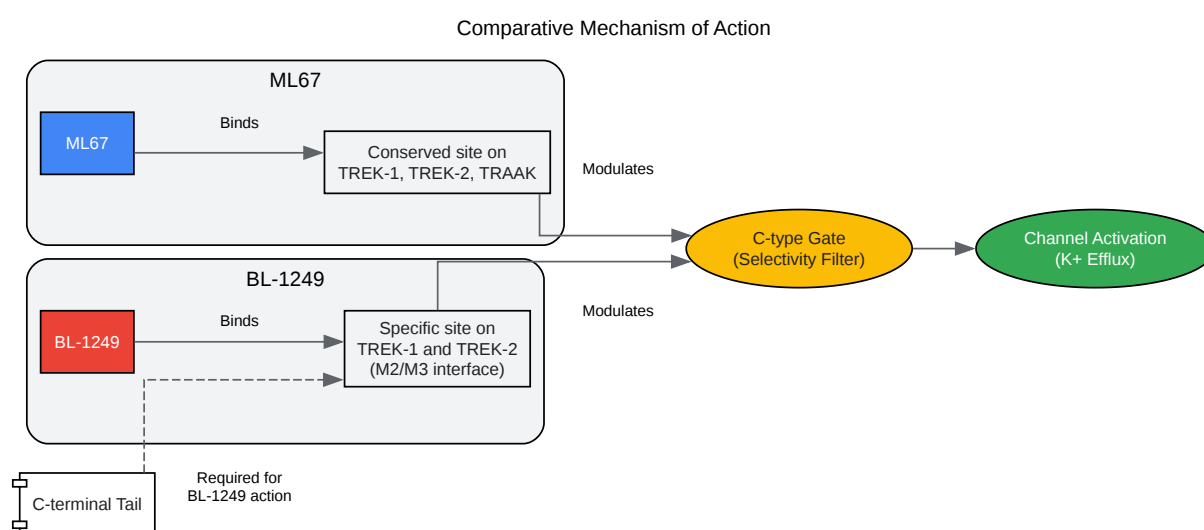 Comparative Mechanism of Action
ML67
ML67
Binds
Conserved site on
TREK-1, TREK-2, TRAAK
Modulates
C-type Gate
(Selectivity Filter)
Channel Activation
(K+ Efflux)
BL-1249
BL-1249
Binds
Specific site on
TREK-1 and TREK-2
(M2/M3 interface)
Modulates
C-terminal Tail
Required for
BL-1249 action